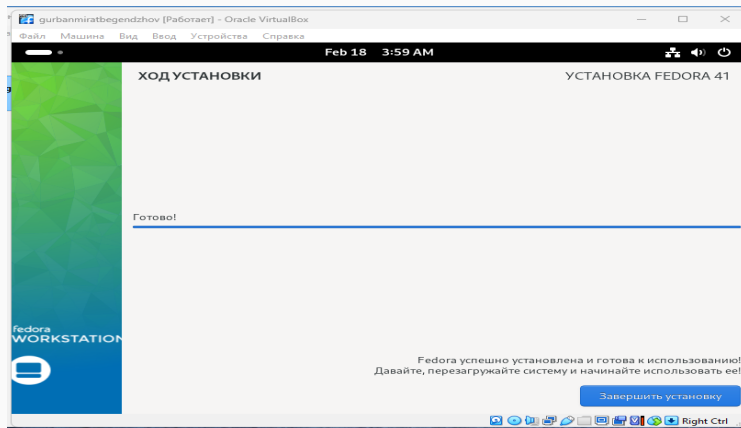 gurbanmiratbegendzhov [Работает] - Oracle VirtualBox
Файл Машина Вид Ввод Устройства Справка
Feb 18 3:59 AM
ХОД УСТАНОВКИ УСТАНОВКА FEDORA 41
Готово!
fedora
WORKSTATION
Fedora успешно установлена и готова к использованию!
Давайте, перезагружайте систему и начинайте использовать ее!
Завершить установку
Right Ctrl